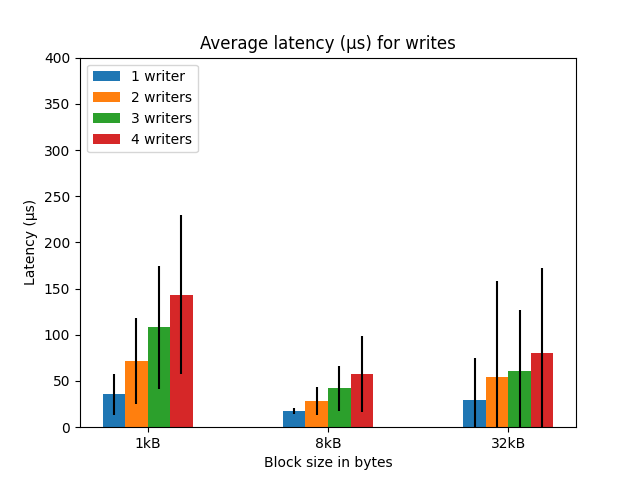 Average latency (μs) for writes
400
350
300
250
200
150
100
50
0
Latency (μs)
1 writer
2 writers
3 writers
4 writers
1kB
8kB
32kB
Block size in bytes